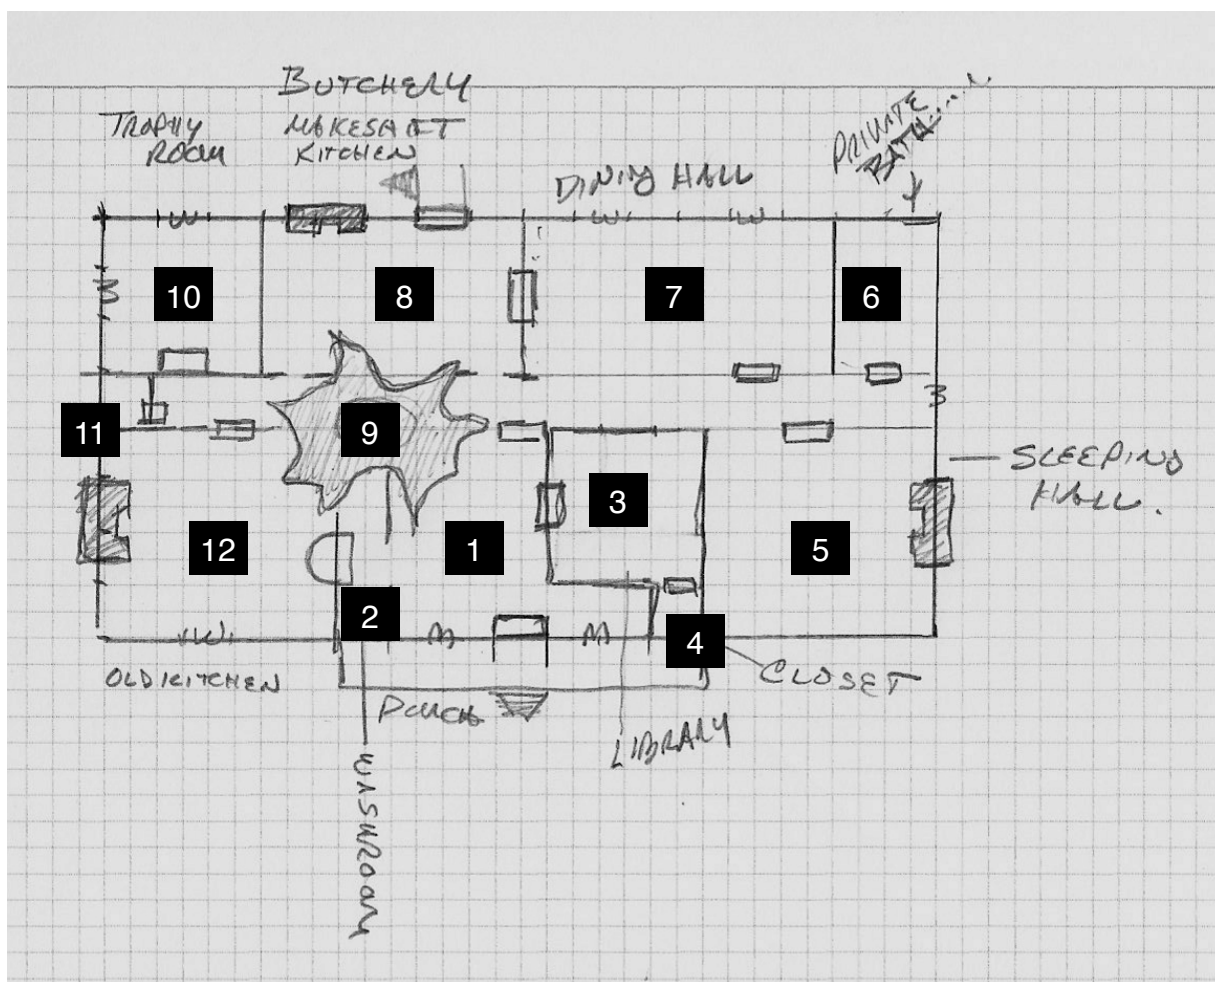 BUTCHERY
TROPHY
ROOM
MAKESHIFT
KITCHEN
PRIVATE
BATH
DINING HALL
10
8
7
6
11
9
SLEEPING
HALL.
3
12
1
5
2
4
OLD KITCHEN
CLOSET
PORCH
LIBRARY
WASHROOM